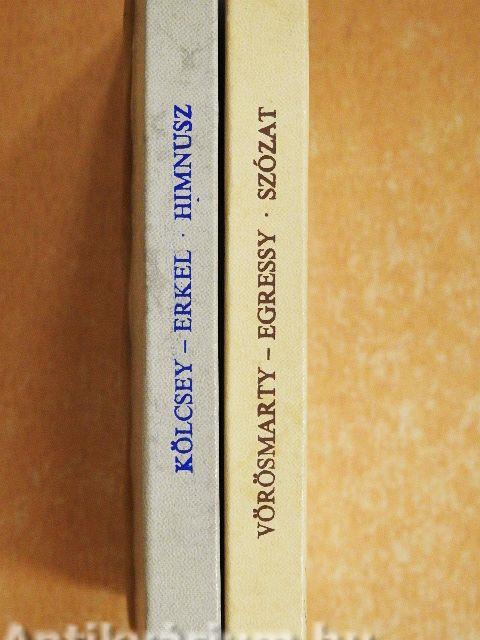 KÖLCSEY – ERKEL · HIMNUSZ
VÖRÖSMARTY – EGRESSY · SZÓZAT